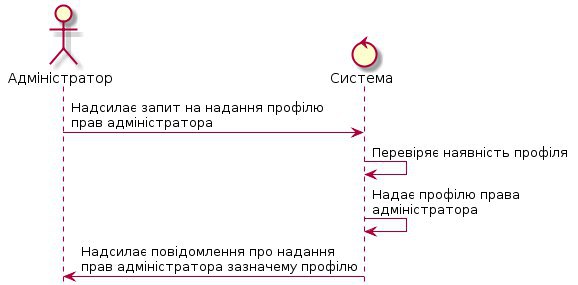 Адміністратор
Система
Надсилає запит на надання профілю
прав адміністратора
Перевіряє наявність профіля
Надає профілю права
адміністратора
Надсилає повідомлення про надання
прав адміністратора зазначему профілю